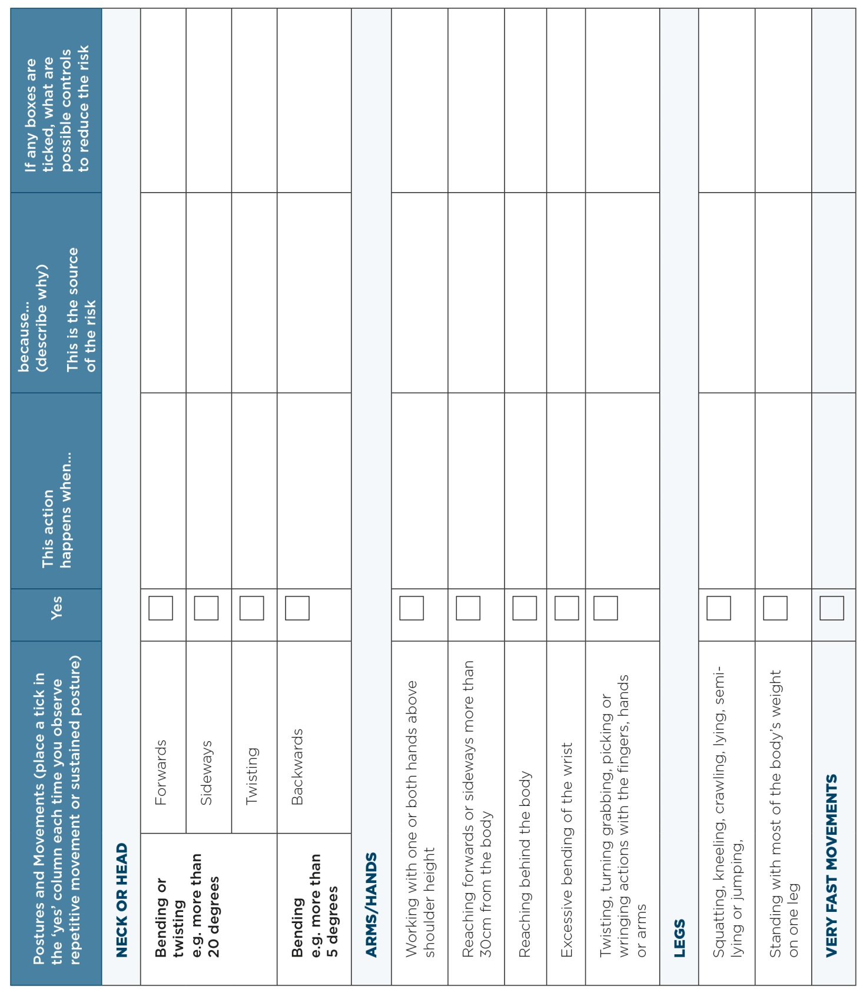 Postures and Movements (place a tick in
the ‘yes’ column each time you observe
repetitive movement or sustained posture)
Yes
This action
happens when...
because...
(describe why)
This is the source
of the risk
If any boxes are
ticked, what are
possible controls
to reduce the risk
NECK OR HEAD
Bending or
twisting
e.g. more than
20 degrees
Forwards
Sideways
Twisting
Bending
e.g. more than
5 degrees
Backwards
ARMS/HANDS
Working with one or both hands above
shoulder height
Reaching forwards or sideways more than
30cm from the body
Reaching behind the body
Excessive bending of the wrist
Twisting, turning grabbing, picking or
wringing actions with the fingers, hands
or arms
LEGS
Squatting, kneeling, crawling, lying, semi-
lying or jumping,
Standing with most of the body’s weight
on one leg
VERY FAST MOVEMENTS